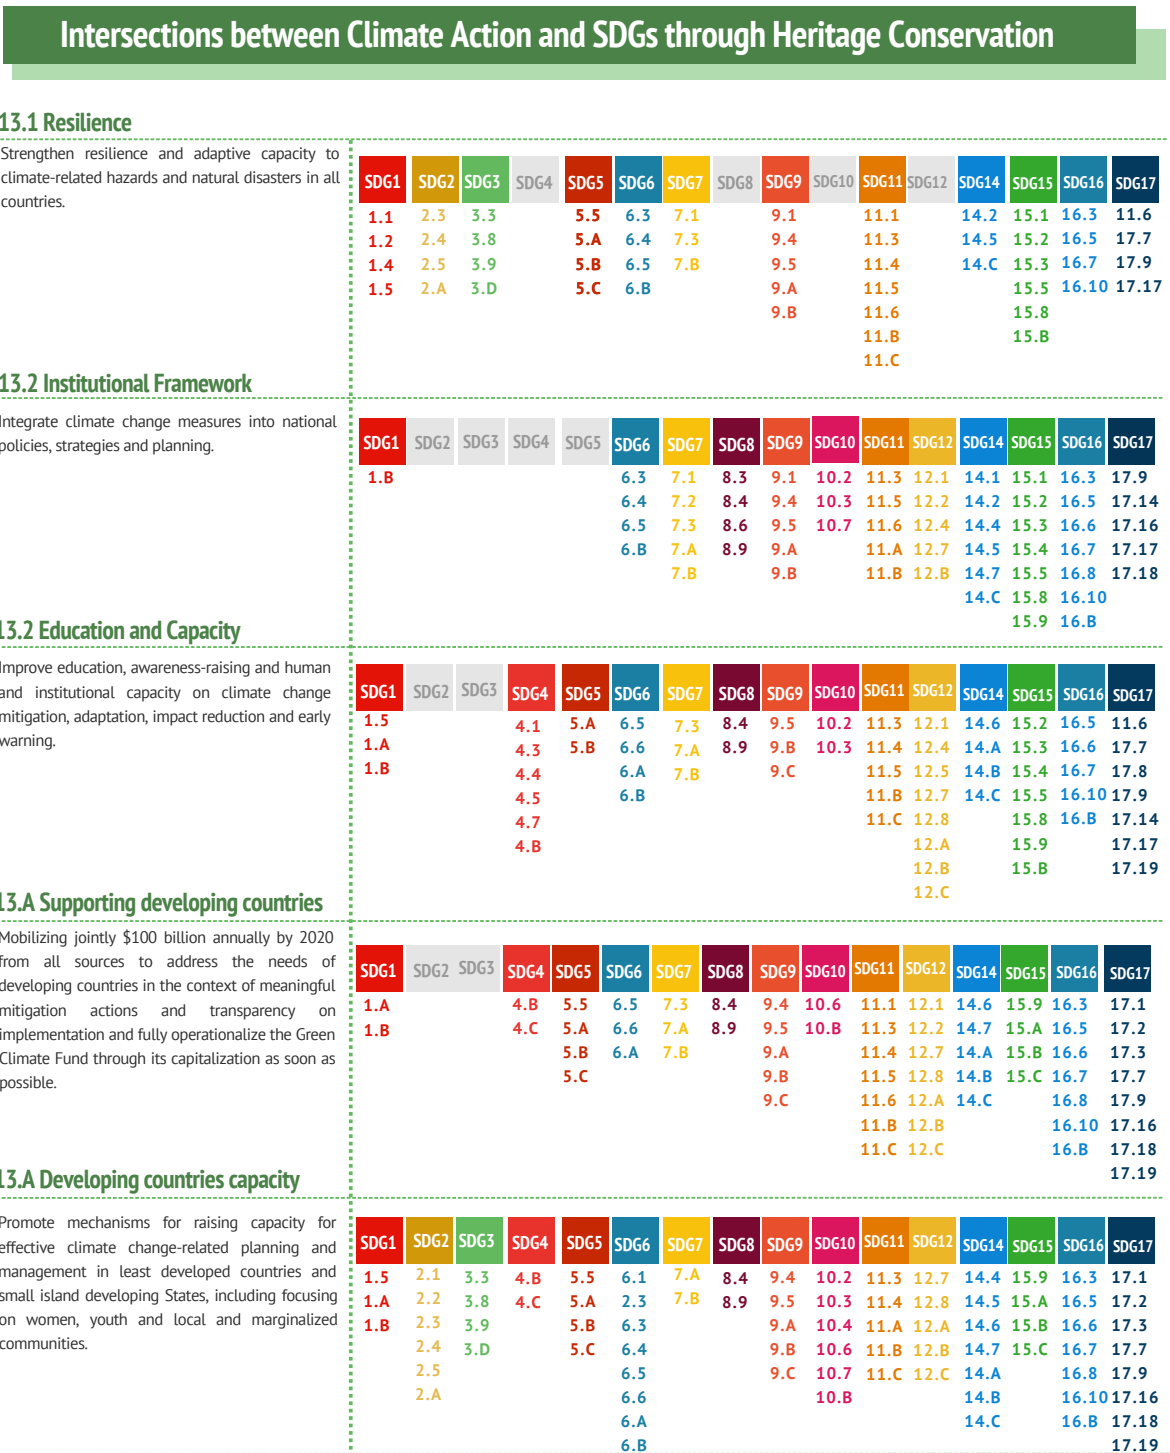 Intersections between Climate Action and SDGs through Heritage Conservation
13.1 Resilience
Strengthen resilience and adaptive capacity to
climate-related hazards and natural disasters in all
countries.
SDG1 SDG2 SDG3 SDG4 SDG5 SDG6 SDG7 SDG8 SDG9 SDG10 SDG11 SDG12 SDG14 SDG15 SDG16 SDG17
1.1 2.3 3.3 5.5 6.3 7.1 9.1 11.1 14.2 15.1 16.3 11.6
1.2 2.4 3.8 5.A 6.4 7.3 9.4 11.3 14.5 15.2 16.5 17.7
1.4 2.5 3.9 5.B 6.5 7.B 9.5 11.4 14.C 15.3 16.7 17.9
1.5 2.A 3.D 5.C 6.B 9.A 11.5 15.5 16.10 17.17
9.B 11.6 15.8
11.B 15.B
11.C
13.2 Institutional Framework
Integrate climate change measures into national
policies, strategies and planning.
SDG1 SDG2 SDG3 SDG4 SDG5 SDG6 SDG7 SDG8 SDG9 SDG10 SDG11 SDG12 SDG14 SDG15 SDG16 SDG17
1.B 6.3 7.1 8.3 9.1 10.2 11.3 12.1 14.1 15.1 16.3 17.9
6.4 7.2 8.4 9.4 10.3 11.5 12.2 14.2 15.2 16.5 17.14
6.5 7.3 8.6 9.5 10.7 11.6 12.4 14.4 15.3 16.6 17.16
6.B 7.A 8.9 9.A 11.A 12.7 14.5 15.4 16.7 17.17
7.B 9.B 11.B 12.B 14.7 15.5 16.8 17.18
14.C 15.8 16.10
15.9 16.B
13.2 Education and Capacity
Improve education, awareness-raising and human
and institutional capacity on climate change
mitigation, adaptation, impact reduction and early
warning.
SDG1 SDG2 SDG3 SDG4 SDG5 SDG6 SDG7 SDG8 SDG9 SDG10 SDG11 SDG12 SDG14 SDG15 SDG16 SDG17
1.5 4.1 5.A 6.5 7.3 8.4 9.5 10.2 11.3 12.1 14.6 15.2 16.5 11.6
1.A 4.3 5.B 6.6 7.A 8.9 9.B 10.3 11.4 12.4 14.A 15.3 16.6 17.7
1.B 4.4 6.A 7.B 9.C 11.5 12.5 14.B 15.4 16.7 17.8
4.5 6.B 11.B 12.7 14.C 15.5 16.10 17.9
4.7 11.C 12.8 15.8 16.B 17.14
4.B 12.A 15.9 17.17
12.B 15.B 17.19
12.C
13.A Supporting developing countries
Mobilizing jointly $100 billion annually by 2020
from all sources to address the needs of
developing countries in the context of meaningful
mitigation actions and transparency on
implementation and fully operationalize the Green
Climate Fund through its capitalization as soon as
possible.
SDG1 SDG2 SDG3 SDG4 SDG5 SDG6 SDG7 SDG8 SDG9 SDG10 SDG11 SDG12 SDG14 SDG15 SDG16 SDG17
1.A 4.B 5.5 6.5 7.3 8.4 9.4 10.6 11.1 12.1 14.6 15.9 16.3 17.1
1.B 4.C 5.A 6.6 7.A 8.9 9.5 10.B 11.3 12.2 14.7 15.A 16.5 17.2
5.B 6.A 7.B 9.A 11.4 12.7 14.A 15.B 16.6 17.3
5.C 9.B 11.5 12.8 14.B 15.C 16.7 17.7
9.C 11.6 12.A 14.C 16.8 17.9
11.B 12.B 16.10 17.16
11.C 12.C 16.B 17.18
17.19
13.A Developing countries capacity
Promote mechanisms for raising capacity for
effective climate change-related planning and
management in least developed countries and
small island developing States, including focusing
on women, youth and local and marginalized
communities.
SDG1 SDG2 SDG3 SDG4 SDG5 SDG6 SDG7 SDG8 SDG9 SDG10 SDG11 SDG12 SDG14 SDG15 SDG16 SDG17
1.5 2.1 3.3 4.B 5.5 6.1 7.A 8.4 9.4 10.2 11.3 12.7 14.4 15.9 16.3 17.1
1.A 2.2 3.8 4.C 5.A 2.3 7.B 8.9 9.5 10.3 11.4 12.8 14.5 15.A 16.5 17.2
1.B 2.3 3.9 5.B 6.3 9.A 10.4 11.A 12.A 14.6 15.B 16.6 17.3
2.4 3.D 5.C 6.4 9.B 10.6 11.B 12.B 14.7 15.C 16.7 17.7
2.5 6.5 9.C 10.7 11.C 12.C 14.A 16.8 17.9
2.A 6.6 10.B 14.B 16.10 17.16
6.A 14.C 16.B 17.18
6.B 17.19